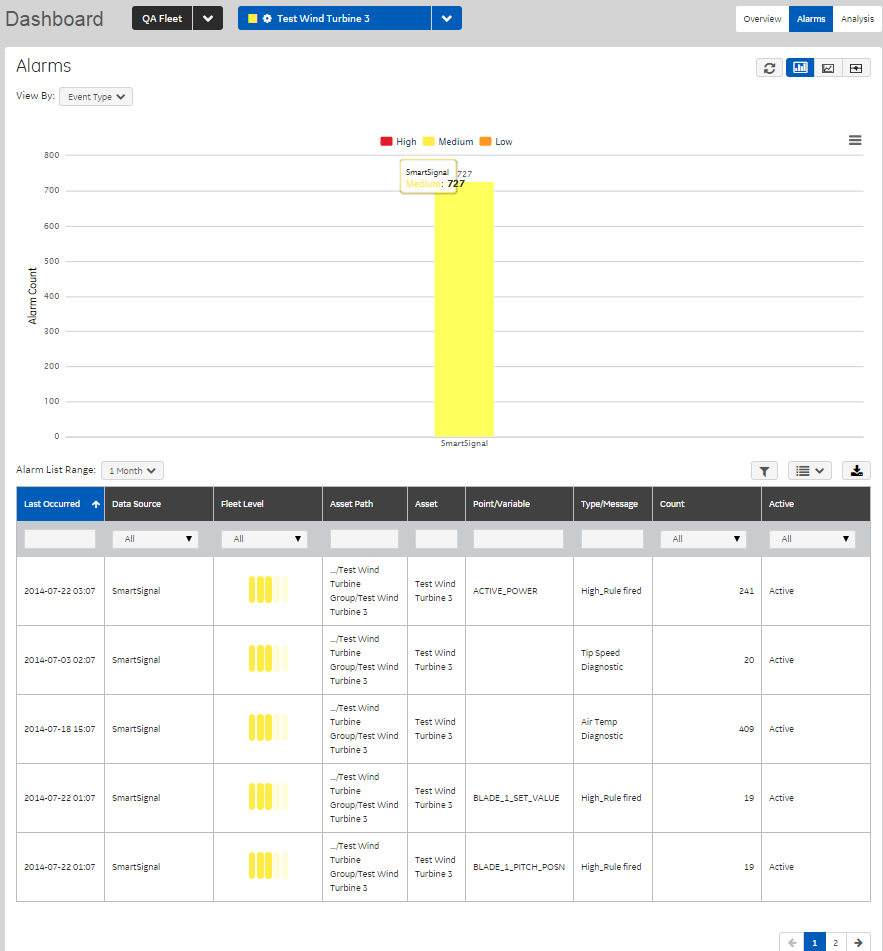 Dashboard QA Fleet Test Wind Turbine 3 Overview Alarms Analysis
Alarms
View By: Event Type
High Medium Low
800
SmartSignal 727
Medium: 727
700
600
500
400
300
200
100
0
Alarm Count
SmartSignal
Alarm List Range: 1 Month
Last Occurred Data Source Fleet Level Asset Path Asset Point/Variable Type/Message Count Active
All All All All
2014-07-22 03:07 SmartSignal .../Test Wind Turbine Group/Test Wind Turbine 3 Test Wind Turbine 3 ACTIVE_POWER High_Rule fired 241 Active
2014-07-03 02:07 SmartSignal .../Test Wind Turbine Group/Test Wind Turbine 3 Test Wind Turbine 3 Tip Speed Diagnostic 20 Active
2014-07-18 15:07 SmartSignal .../Test Wind Turbine Group/Test Wind Turbine 3 Test Wind Turbine 3 Air Temp Diagnostic 409 Active
2014-07-22 01:07 SmartSignal .../Test Wind Turbine Group/Test Wind Turbine 3 Test Wind Turbine 3 BLADE_1_SET_VALUE High_Rule fired 19 Active
2014-07-22 01:07 SmartSignal .../Test Wind Turbine Group/Test Wind Turbine 3 Test Wind Turbine 3 BLADE_1_PITCH_POSN High_Rule fired 19 Active
1 2